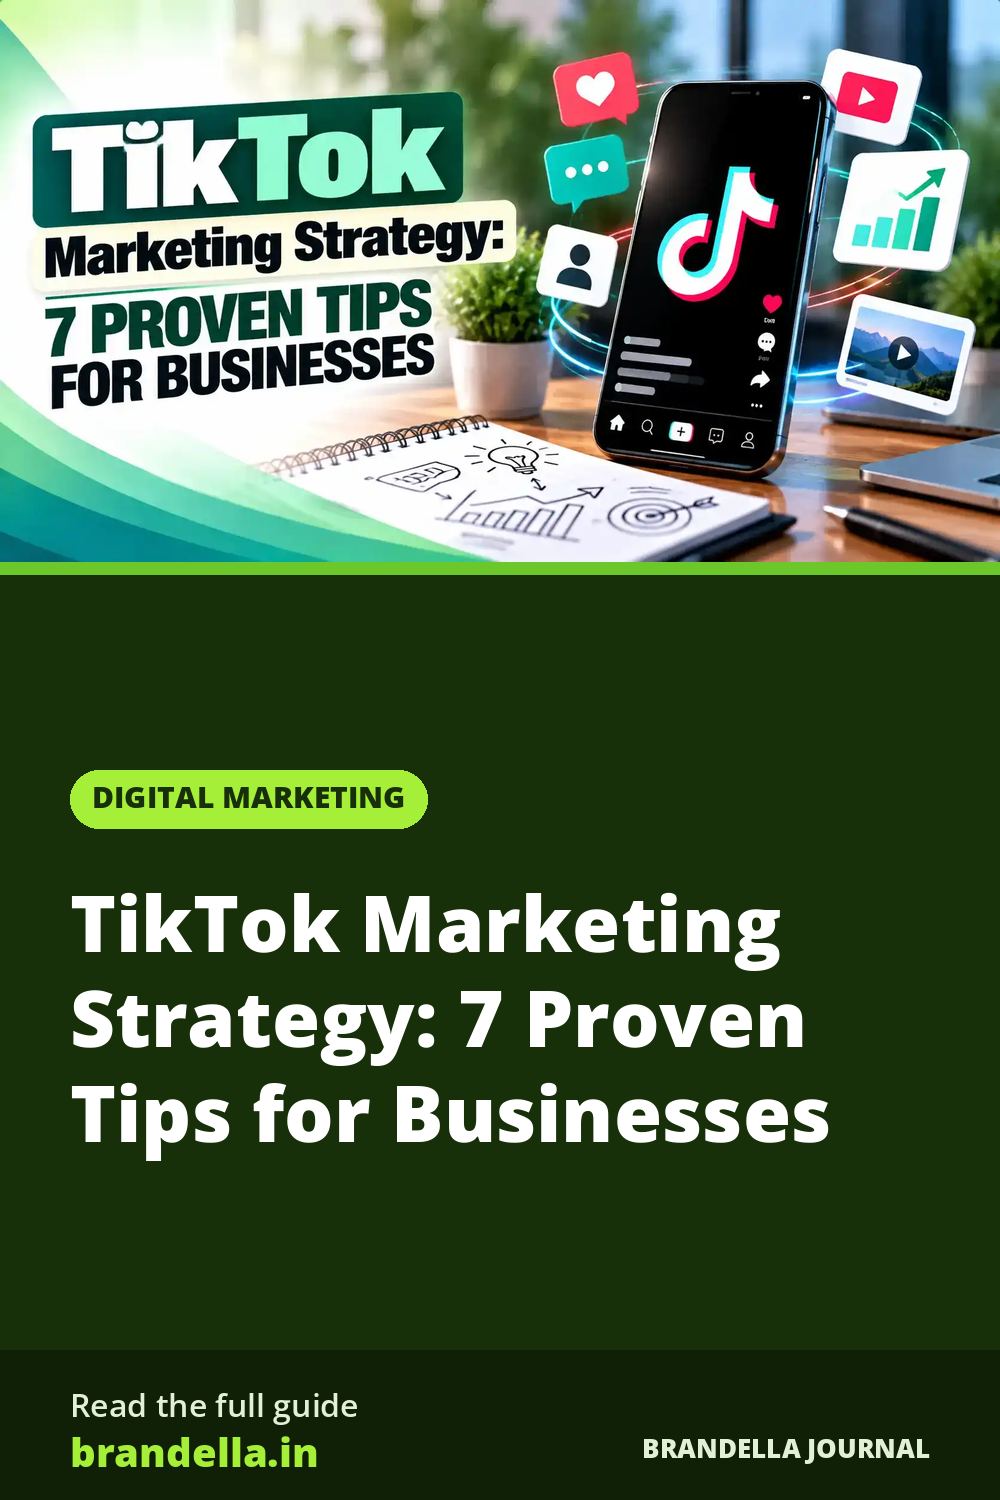 TikTok
Marketing Strategy:
7 PROVEN TIPS
FOR BUSINESSES
DIGITAL MARKETING
TikTok Marketing
Strategy: 7 Proven
Tips for Businesses
Read the full guide
brandella.in
BRANDELLA JOURNAL